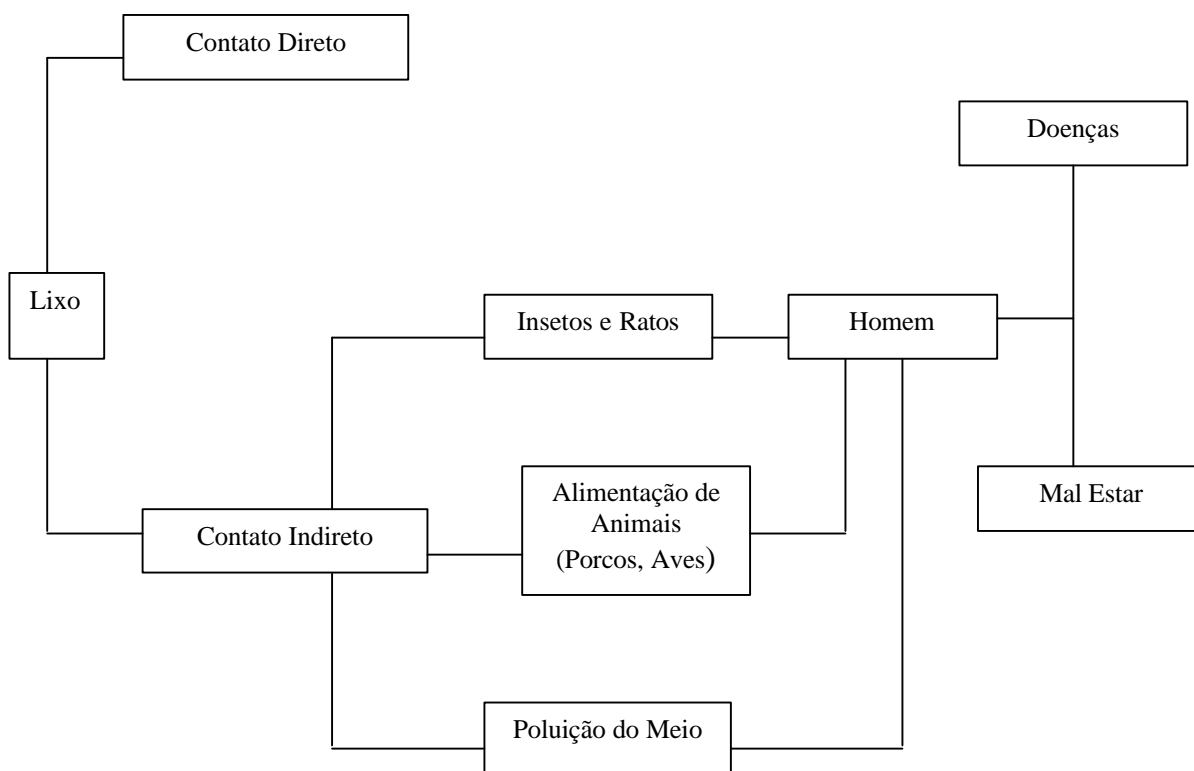 Contato Direto
Doenças
Lixo
Insetos e Ratos
Homem
Alimentação de
Animais
(Porcos, Aves)
Mal Estar
Contato Indireto
Poluição do Meio